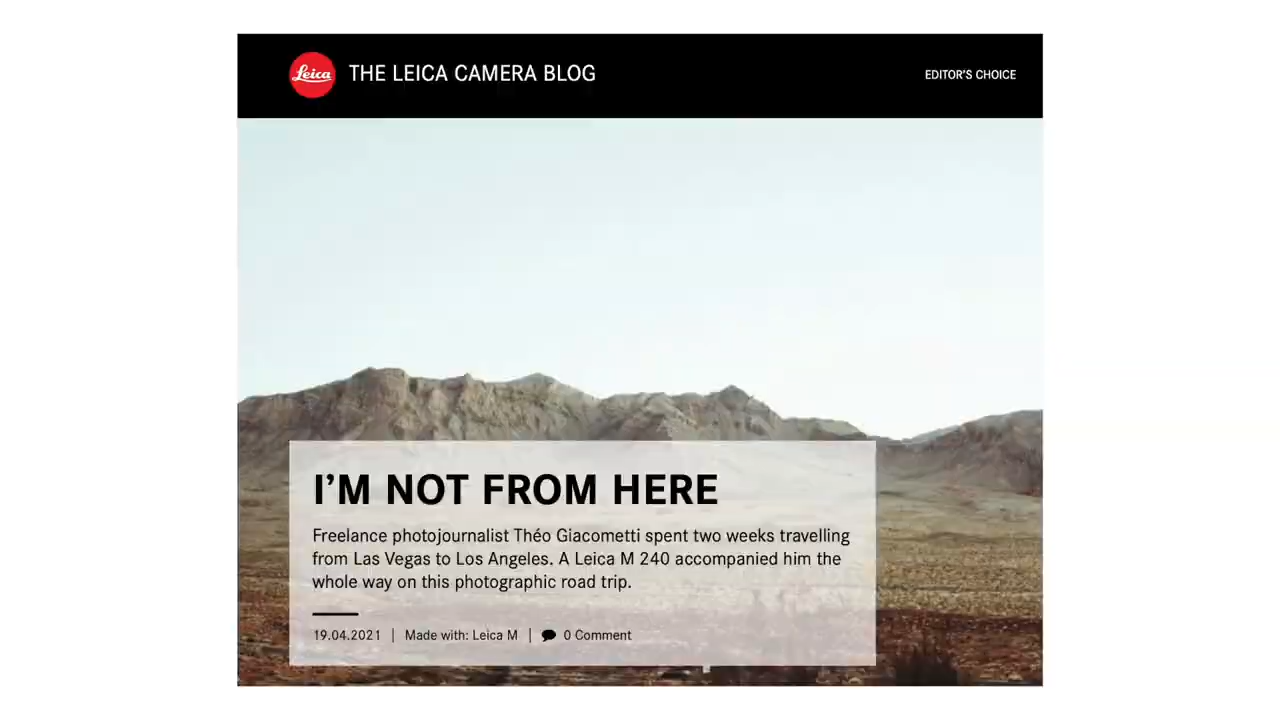 Leica
THE LEICA CAMERA BLOG
EDITOR'S CHOICE
I'M NOT FROM HERE
Freelance photojournalist Théo Giacometti spent two weeks travelling
from Las Vegas to Los Angeles. A Leica M 240 accompanied him the
whole way on this photographic road trip.
19.04.2021 | Made with: Leica M | 0 Comment